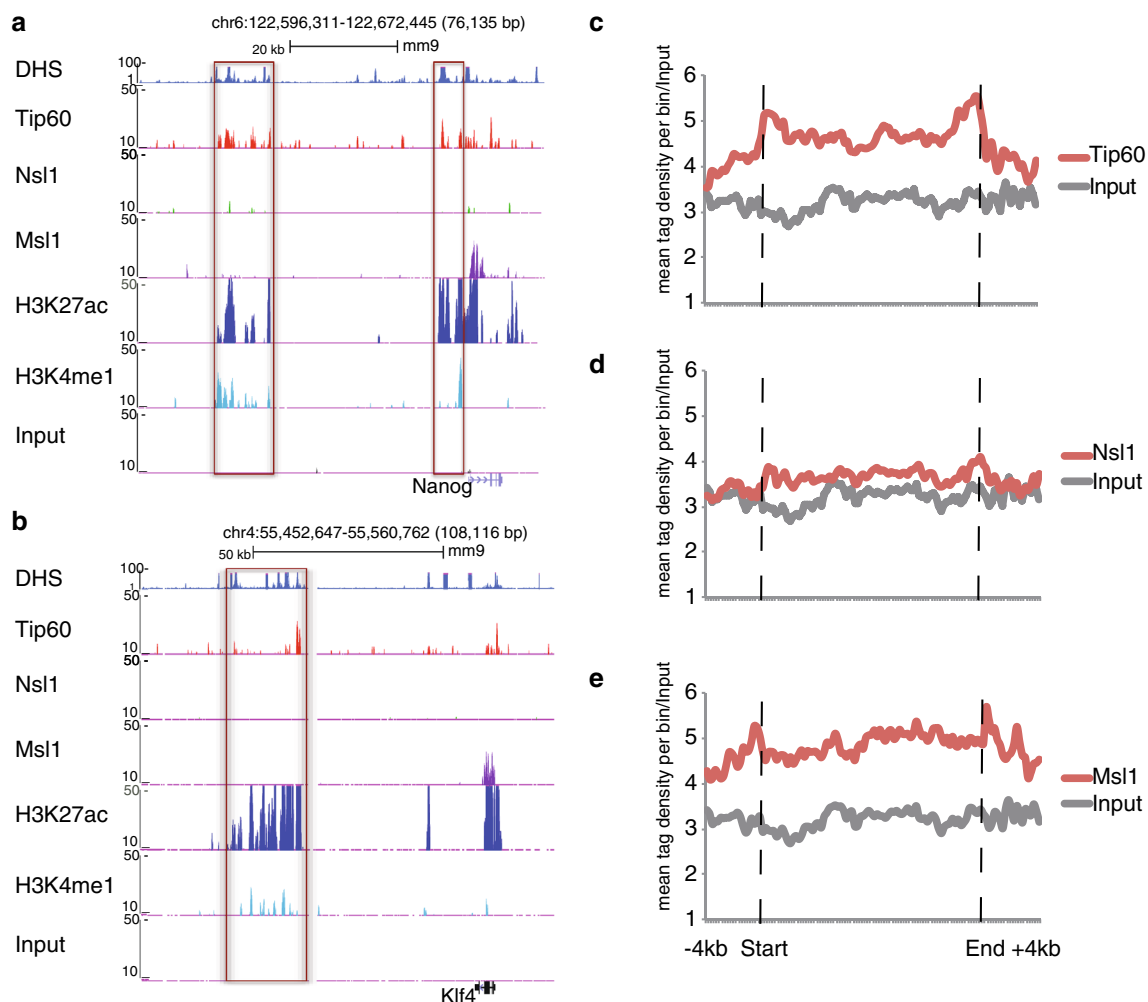 a
chr6:122,596,311-122,672,445 (76,135 bp)
20 kb mm9
DHS
100-
1
Tip60
50 -
10
Nsl1
50 -
10
Msl1
50 -
10
H3K27ac
50 -
10
H3K4me1
50 -
10
Input
50 -
10
Nanog
b
chr4:55,452,647-55,560,762 (108,116 bp)
50 kb mm9
DHS
100-
1
Tip60
50 -
10
Nsl1
50 -
10
Msl1
50 -
10
H3K27ac
50 -
10
H3K4me1
50 -
10
Input
50 -
10
Klf4
c
mean tag density per bin/Input
6
5
4
3
2
1
Tip60
Input
d
mean tag density per bin/Input
6
5
4
3
2
1
Nsl1
Input
e
mean tag density per bin/Input
6
5
4
3
2
1
Msl1
Input
-4kb Start End +4kb